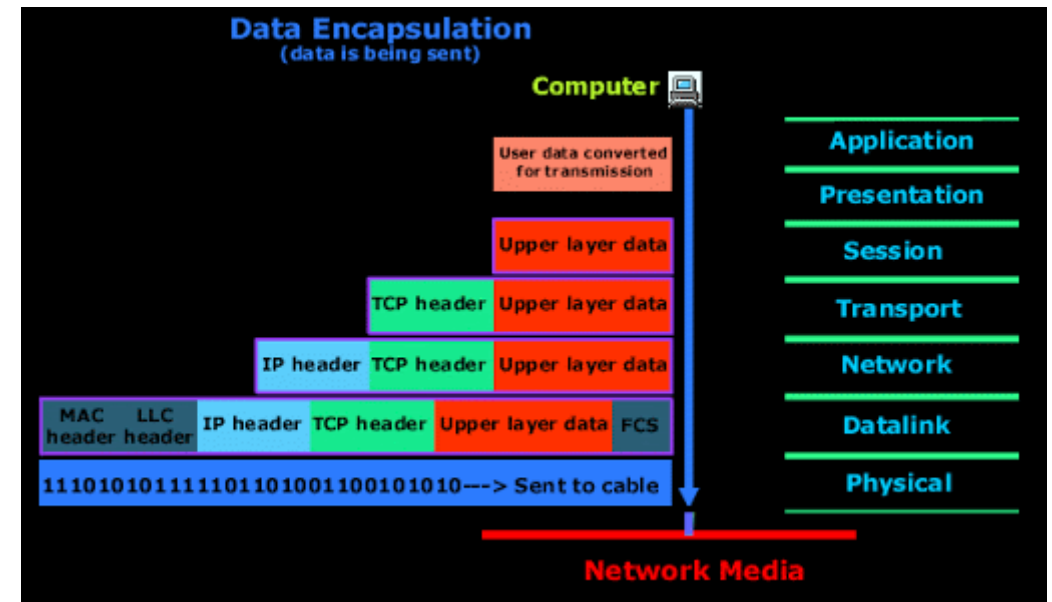 Data Encapsulation
(data is being sent)
Computer
User data converted
for transmission
Application
Presentation
Upper layer data
Session
TCP header Upper layer data
Transport
IP header TCP header Upper layer data
Network
MAC header LLC header IP header TCP header Upper layer data FCS
Datalink
111010101111101101001100101010---> Sent to cable
Physical
Network Media